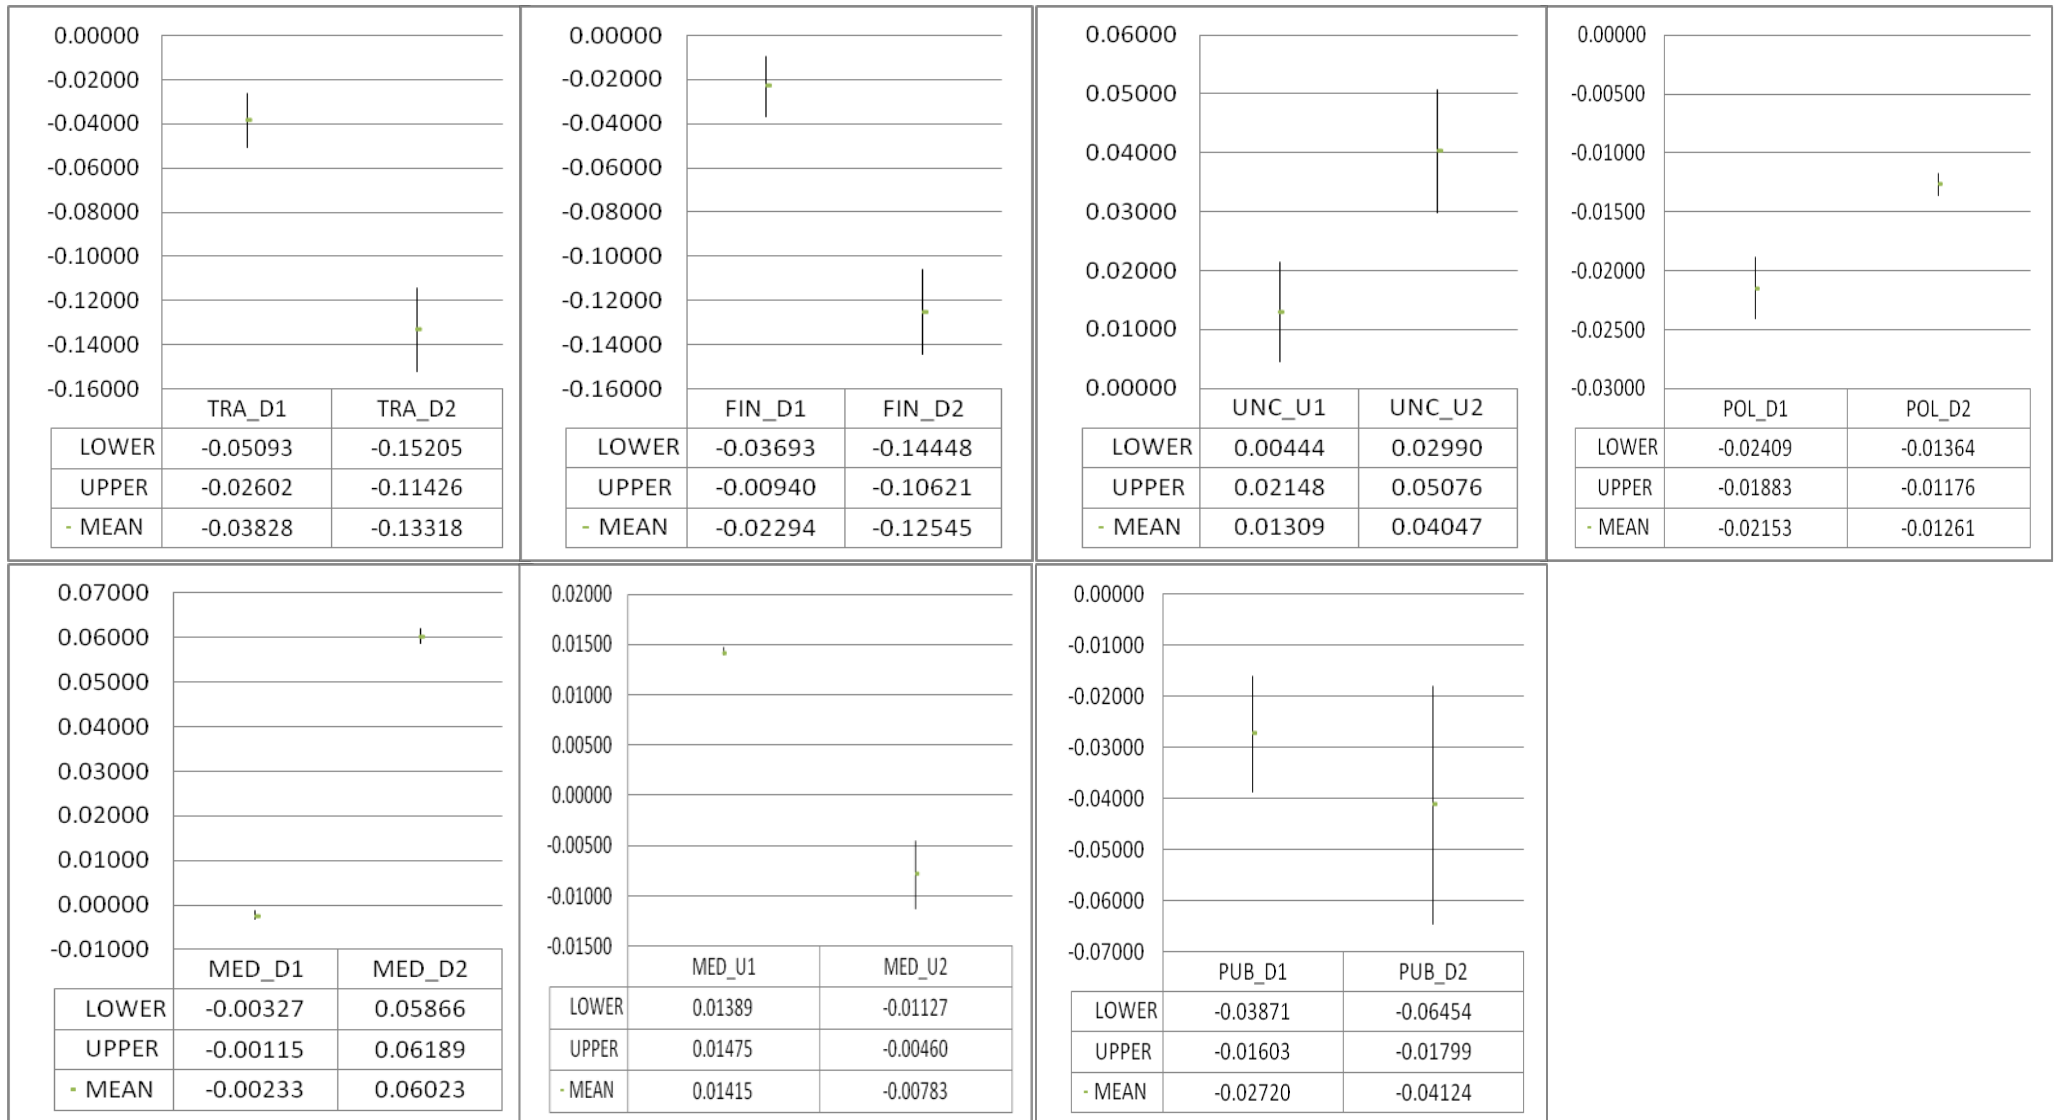 0.00000
-0.02000
-0.04000
-0.06000
-0.08000
-0.10000
-0.12000
-0.14000
-0.16000
TRA_D1 TRA_D2
LOWER -0.05093 -0.15205
UPPER -0.02602 -0.11426
MEAN -0.03828 -0.13318
0.00000
-0.02000
-0.04000
-0.06000
-0.08000
-0.10000
-0.12000
-0.14000
-0.16000
FIN_D1 FIN_D2
LOWER -0.03693 -0.14448
UPPER -0.00940 -0.10621
MEAN -0.02294 -0.12545
0.06000
0.05000
0.04000
0.03000
0.02000
0.01000
0.00000
UNC_U1 UNC_U2
LOWER 0.00444 0.02990
UPPER 0.02148 0.05076
MEAN 0.01309 0.04047
0.00000
-0.00500
-0.01000
-0.01500
-0.02000
-0.02500
-0.03000
POL_D1 POL_D2
LOWER -0.02409 -0.01364
UPPER -0.01883 -0.01176
MEAN -0.02153 -0.01261
0.07000
0.06000
0.05000
0.04000
0.03000
0.02000
0.01000
0.00000
-0.01000
MED_D1 MED_D2
LOWER -0.00327 0.05866
UPPER -0.00115 0.06189
MEAN -0.00233 0.06023
0.02000
0.01500
0.01000
0.00500
0.00000
-0.00500
-0.01000
-0.01500
MED_U1 MED_U2
LOWER 0.01389 -0.01127
UPPER 0.01475 -0.00460
MEAN 0.01415 -0.00783
0.00000
-0.01000
-0.02000
-0.03000
-0.04000
-0.05000
-0.06000
-0.07000
PUB_D1 PUB_D2
LOWER -0.03871 -0.06454
UPPER -0.01603 -0.01799
MEAN -0.02720 -0.04124